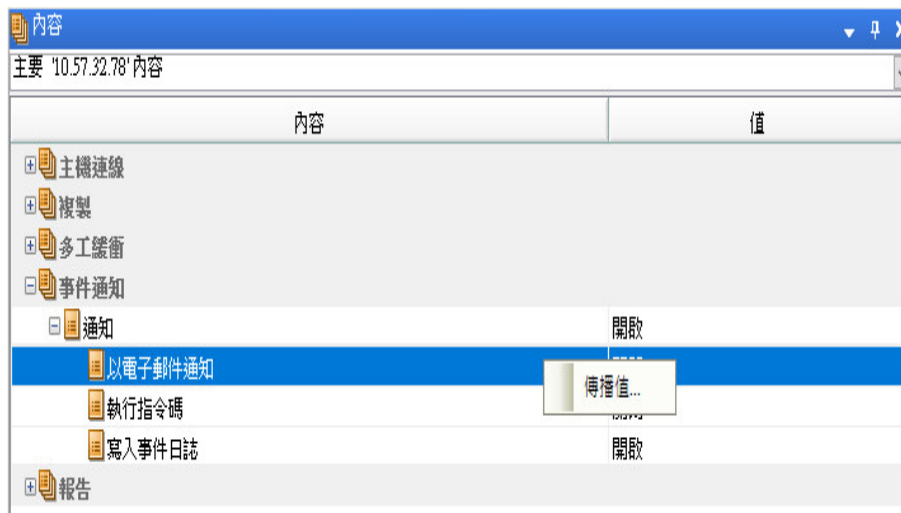 內容
主要 '10.57.32.78' 內容
內容 值
主機連線
複製
多工緩衝
事件通知
通知 開啟
以電子郵件通知
傳播值...
執行指令碼
寫入事件日誌 開啟
報告